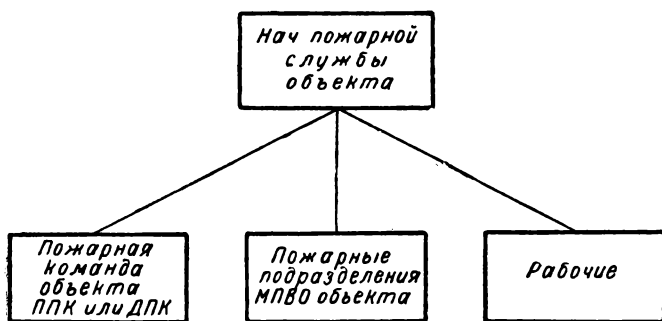 Нач пожарной
службы
объекта
Пожарная
команда
объекта
ППК или ДПК
Пожарные
подразделения
МПВО объекта
Рабочие